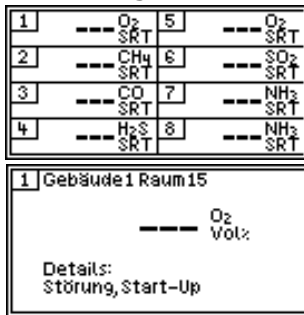 1 --- O2 SRT 5 --- O2 SRT
2 --- CH4 SRT 6 --- SO2 SRT
3 --- CO SRT 7 --- NH3 SRT
4 --- H2S SRT 8 --- NH3 SRT
1 Gebäude1 Raum15
--- O2
Vol%
Details:
Störung,Start-Up